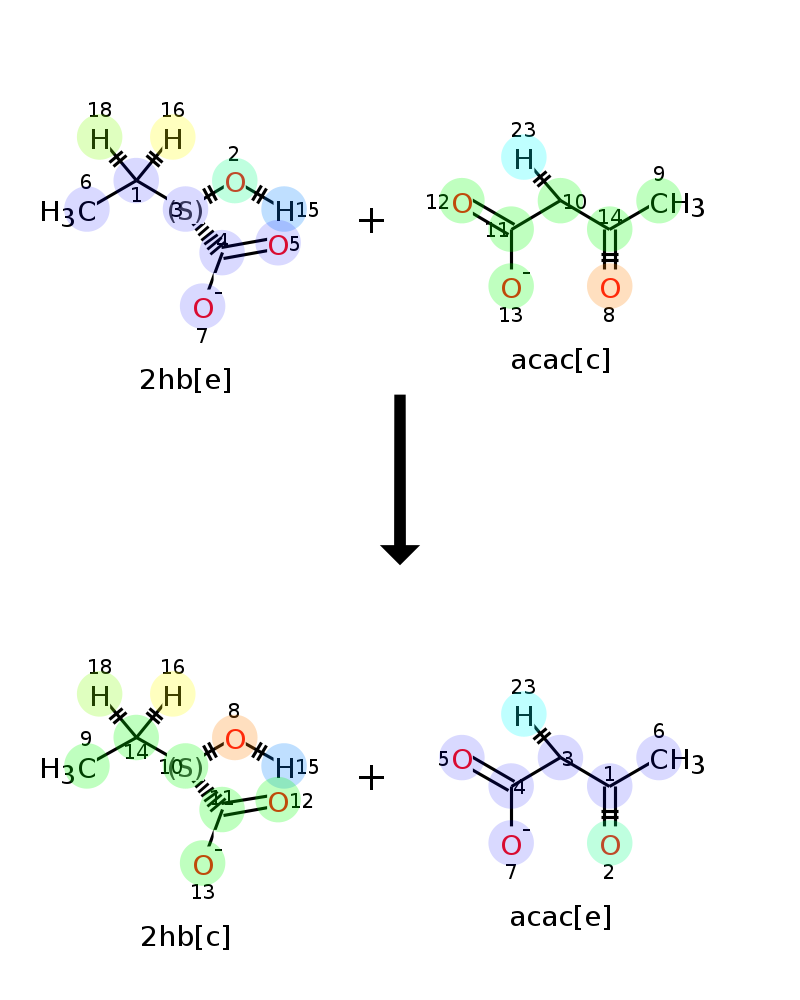 18 16
H H 2
6 O
H3C 1 3 (S) H 15
4 O 5
O -
7
2hb[e]
+
23
H 9
12 O 10 14 CH3
11
O - O
13 8
acac[c]
18 16
H H 8
9 O
H3C 14 10 (S) H 15
11 O 12
O -
13
2hb[c]
+
23
H 6
5 O 3 1 CH3
4
O - O
7 2
acac[e]